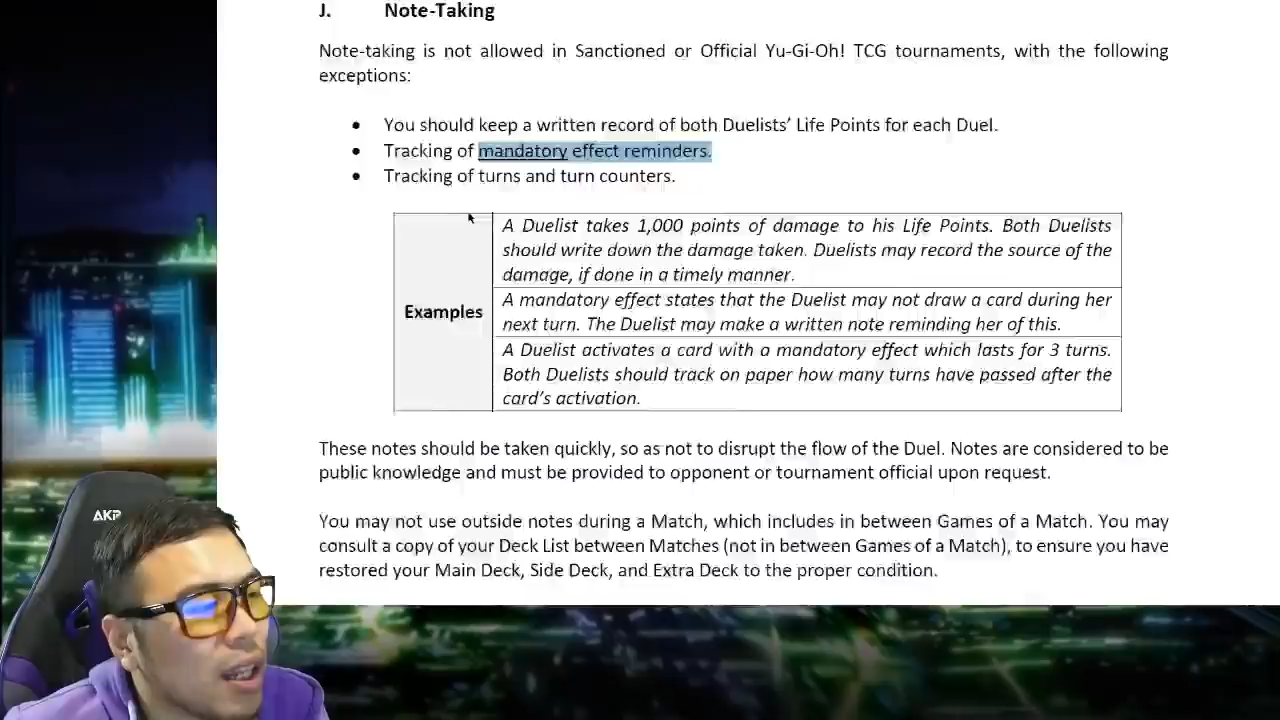 J. Note-Taking
Note-taking is not allowed in Sanctioned or Official Yu-Gi-Oh! TCG tournaments, with the following
exceptions:
• You should keep a written record of both Duelists' Life Points for each Duel.
• Tracking of mandatory effect reminders.
• Tracking of turns and turn counters.
Examples
A Duelist takes 1,000 points of damage to his Life Points. Both Duelists
should write down the damage taken. Duelists may record the source of the
damage, if done in a timely manner.
A mandatory effect states that the Duelist may not draw a card during her
next turn. The Duelist may make a written note reminding her of this.
A Duelist activates a card with a mandatory effect which lasts for 3 turns.
Both Duelists should track on paper how many turns have passed after the
card's activation.
These notes should be taken quickly, so as not to disrupt the flow of the Duel. Notes are considered to be
public knowledge and must be provided to opponent or tournament official upon request.
You may not use outside notes during a Match, which includes in between Games of a Match. You may
consult a copy of your Deck List between Matches (not in between Games of a Match), to ensure you have
restored your Main Deck, Side Deck, and Extra Deck to the proper condition.